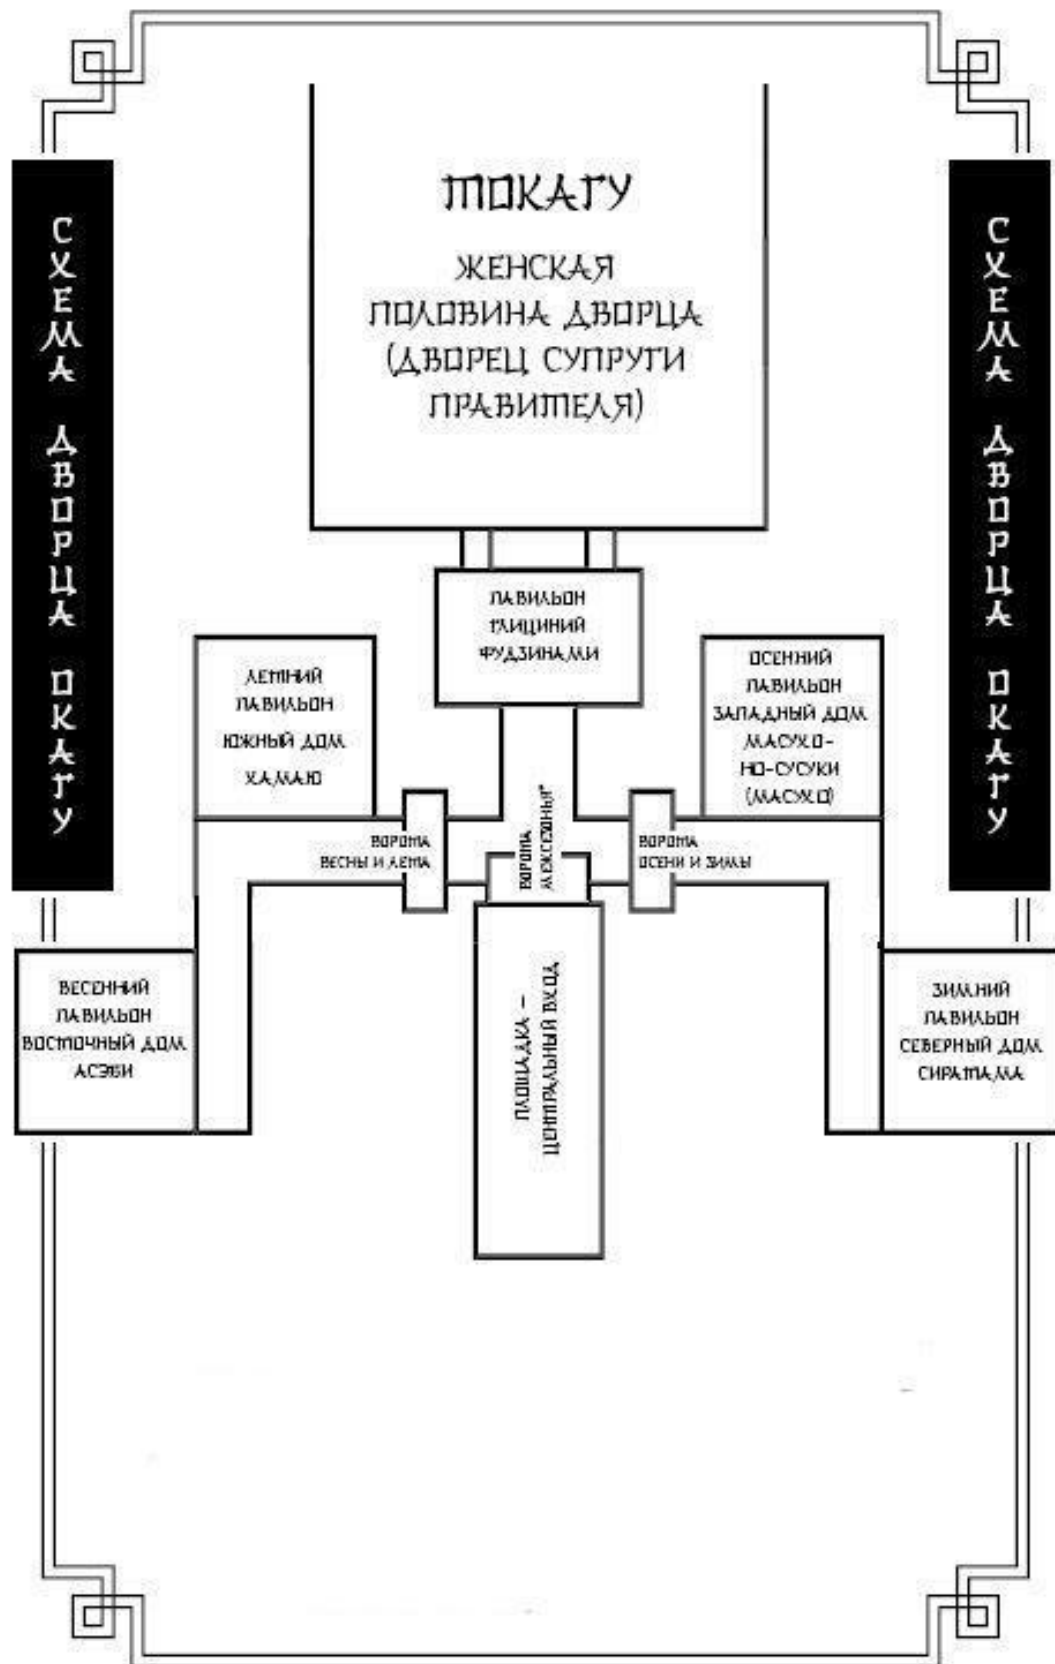 СХЕМА ДВОРЦА ОКАГУ
ТОКАГУ
ЖЕНСКАЯ
ПОЛОВИНА ДВОРЦА
(ДВОРЕЦ СУПРУГИ
ПРАВИТЕЛЯ)
СХЕМА ДВОРЦА ОКАГУ
ПАВИЛЬОН
ГЛИЦИНИЙ
ФУДЗИНАМИ
ЛЕТНИЙ
ПАВИЛЬОН
ЮЖНЫЙ ДОМ
ХАМАЮ
ОСЕННИЙ
ПАВИЛЬОН
ЗАПАДНЫЙ ДОМ
МАСУХО-
НО-СУСУКИ
(МАСУХО)
ВОРОТА
ВЕСНЫ И ЛЕТА
ВОРОТА
МЕЖСЕЗОНЬЯ*
ВОРОТА
ОСЕНИ И ЗИМЫ
ВЕСЕННИЙ
ПАВИЛЬОН
ВОСТОЧНЫЙ ДОМ
АСЭБИ
ПЛОЩАДКА –
ЦЕНТРАЛЬНЫЙ ВХОД
ЗИМНИЙ
ПАВИЛЬОН
СЕВЕРНЫЙ ДОМ
СИРАТАМА